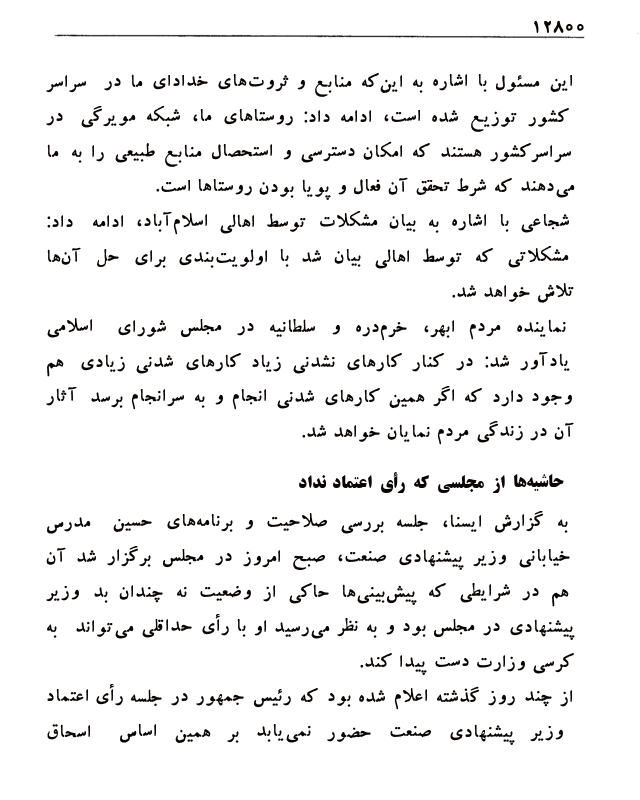 ۱۲۸۰۰
این مسئول با اشاره به این‌که منابع و ثروت‌های خدادای ما در سراسر
کشور توزیع شده است، ادامه داد: روستاهای ما، شبکه مویرگی در
سراسرکشور هستند که امکان دسترسی و استحصال منابع طبیعی را به ما
می‌دهند که شرط تحقق آن فعال و پویا بودن روستاها است.
شجاعی با اشاره به بیان مشکلات توسط اهالی اسلام‌آباد، ادامه داد:
مشکلاتی که توسط اهالی بیان شد با اولویت‌بندی برای حل آن‌ها
تلاش خواهد شد.
نماینده مردم ابهر، خرم‌دره و سلطانیه در مجلس شورای اسلامی
یادآور شد: در کنار کارهای نشدنی زیاد کارهای شدنی زیادی هم
وجود دارد که اگر همین کارهای شدنی انجام و به سرانجام برسد آثار
آن در زندگی مردم نمایان خواهد شد.
حاشیه‌ها از مجلسی که رأی اعتماد نداد
به گزارش ایسنا، جلسه بررسی صلاحیت و برنامه‌های حسین مدرس
خیابانی وزیر پیشنهادی صنعت، صبح امروز در مجلس برگزار شد آن
هم در شرایطی که پیش‌بینی‌ها حاکی از وضعیت نه چندان بد وزیر
پیشنهادی در مجلس بود و به نظر می‌رسید او با رأی حداقلی می‌تواند به
کرسی وزارت دست پیدا کند.
از چند روز گذشته اعلام شده بود که رئیس جمهور در جلسه رأی اعتماد
وزیر پیشنهادی صنعت حضور نمی‌یابد بر همین اساس اسحاق